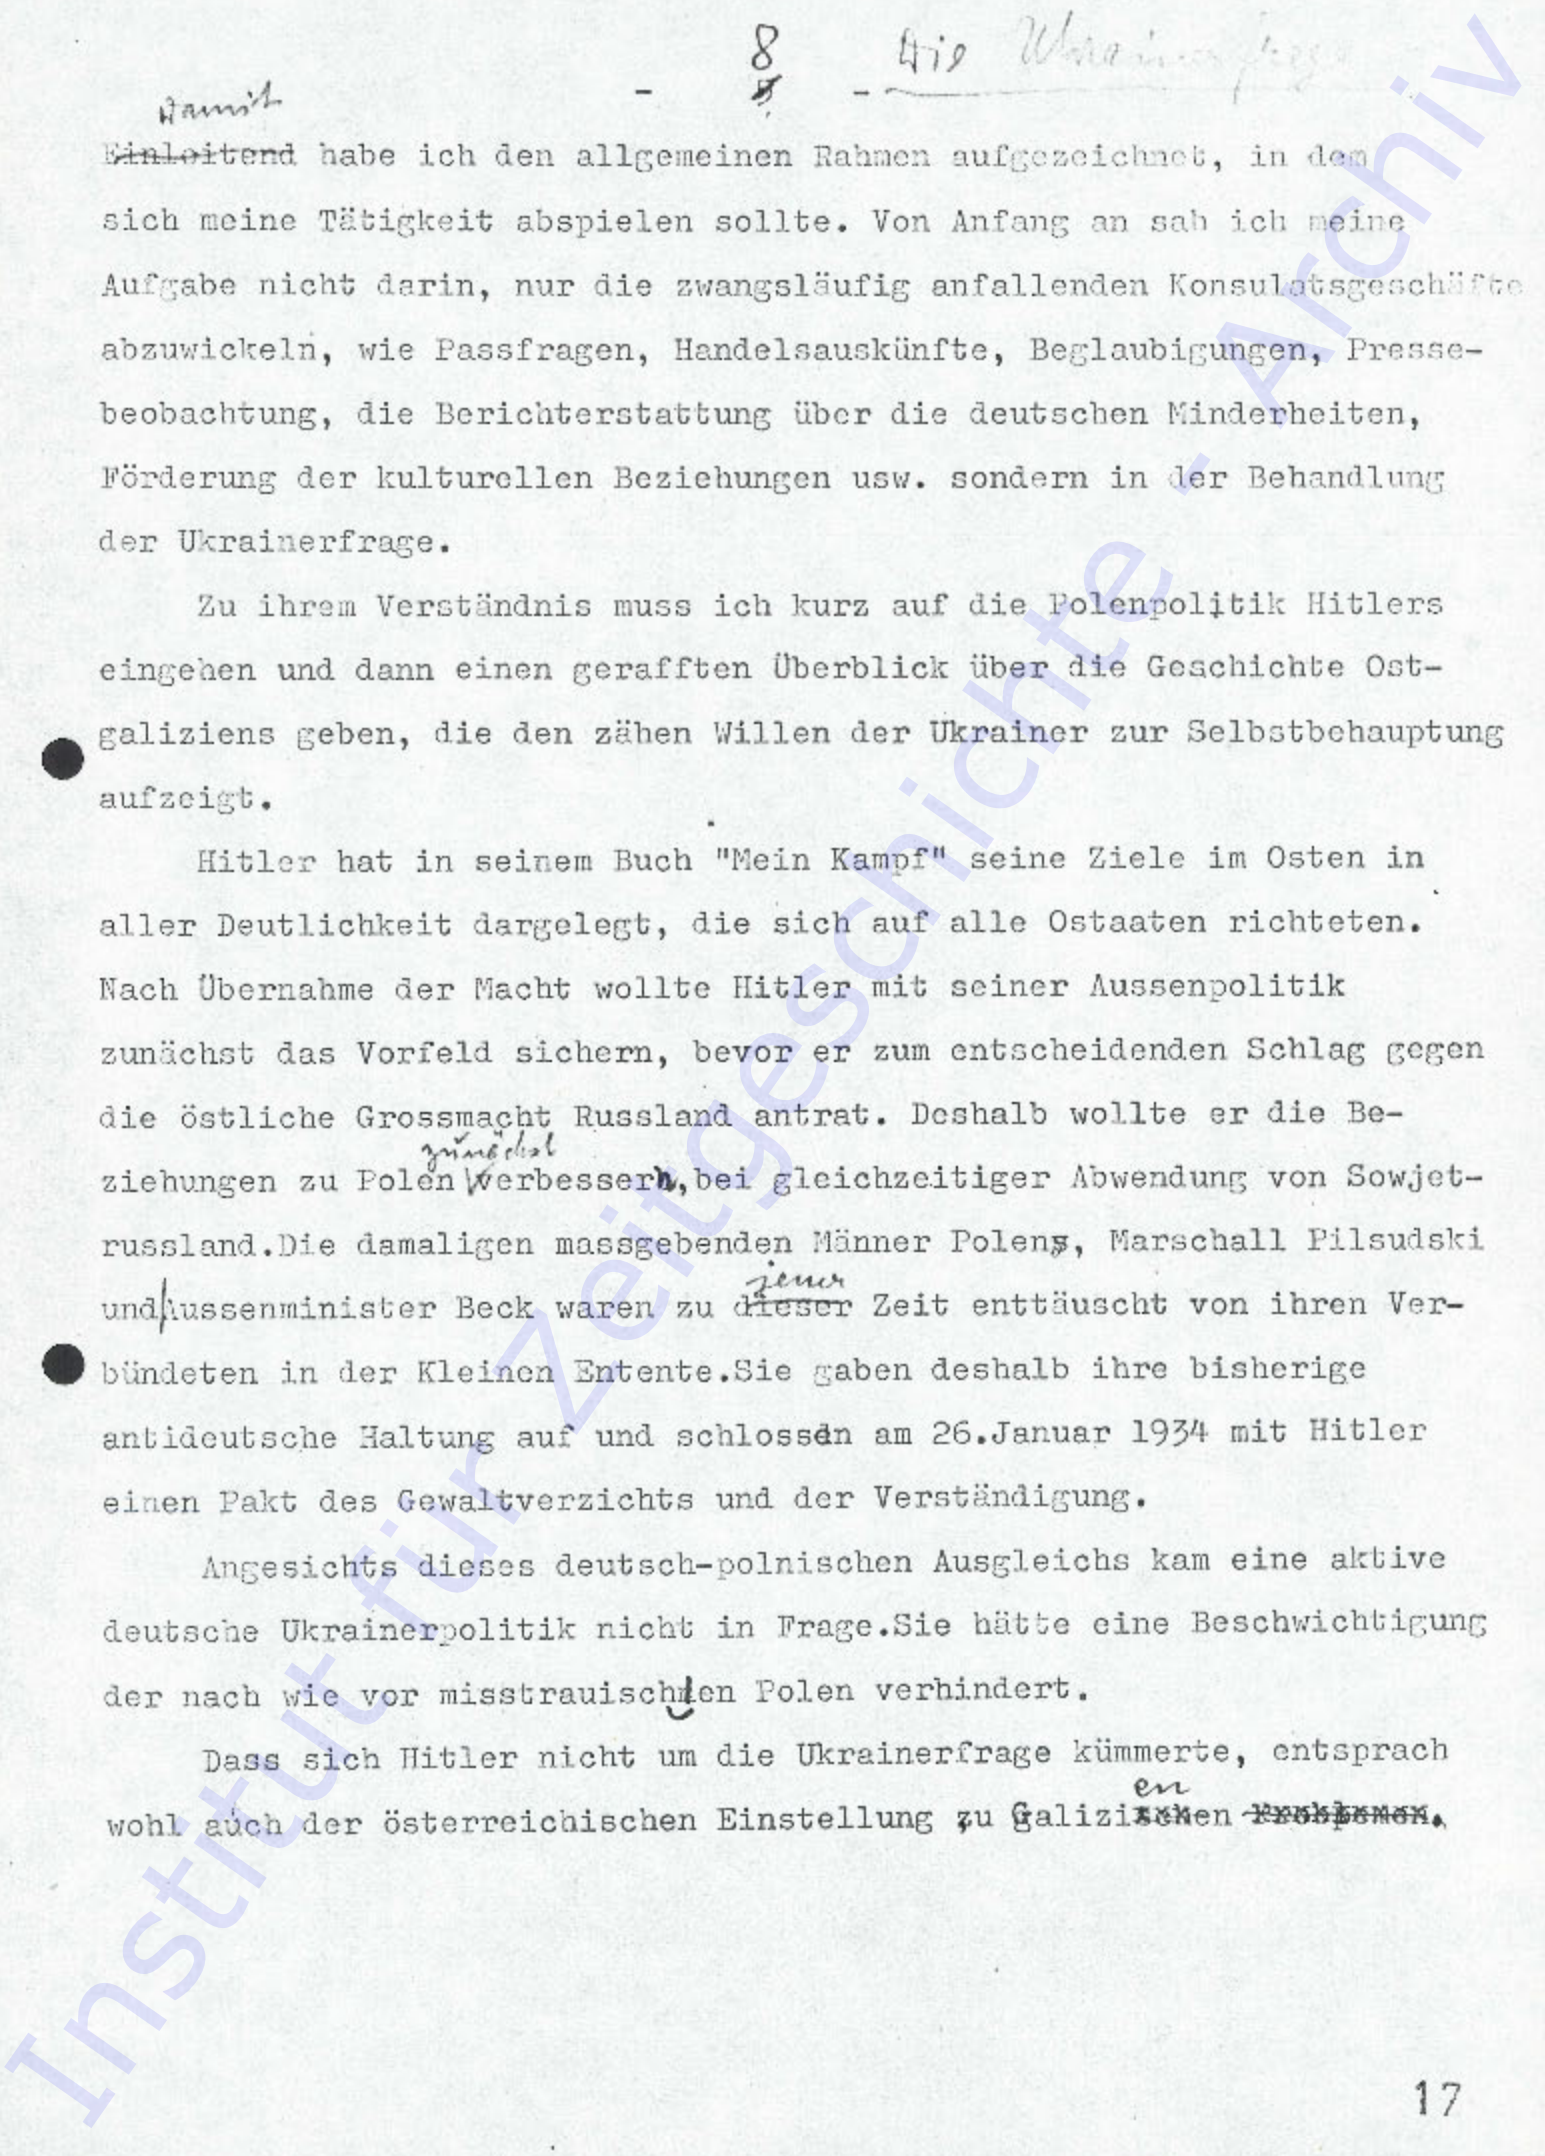 - 8 - Die Ukrainerfrage
Damit
Einleitend habe ich den allgemeinen Rahmen aufgezeichnet, in dem
sich meine Tätigkeit abspielen sollte. Von Anfang an sah ich meine
Aufgabe nicht darin, nur die zwangsläufig anfallenden Konsulatsgeschäfte
abzuwickeln, wie Passfragen, Handelsauskünfte, Beglaubigungen, Presse-
beobachtung, die Berichterstattung über die deutschen Minderheiten,
Förderung der kulturellen Beziehungen usw. sondern in der Behandlung
der Ukrainerfrage.
Zu ihrem Verständnis muss ich kurz auf die Polenpolitik Hitlers
eingehen und dann einen gerafften Überblick über die Geschichte Ost-
galiziens geben, die den zähen Willen der Ukrainer zur Selbstbehauptung
aufzeigt.
Hitler hat in seinem Buch "Mein Kampf" seine Ziele im Osten in
aller Deutlichkeit dargelegt, die sich auf alle Ostaaten richteten.
Nach Übernahme der Macht wollte Hitler mit seiner Aussenpolitik
zunächst das Vorfeld sichern, bevor er zum entscheidenden Schlag gegen
die östliche Grossmacht Russland antrat. Deshalb wollte er die Be-
zunächst
ziehungen zu Polen verbessern, bei gleichzeitiger Abwendung von Sowjet-
russland.Die damaligen massgebenden Männer Polens, Marschall Pilsudski
jener
und Aussenminister Beck waren zu dieser Zeit enttäuscht von ihren Ver-
bündeten in der Kleinen Entente.Sie gaben deshalb ihre bisherige
antideutsche Haltung auf und schlossen am 26.Januar 1934 mit Hitler
einen Pakt des Gewaltverzichts und der Verständigung.
Angesichts dieses deutsch-polnischen Ausgleichs kam eine aktive
deutsche Ukrainerpolitik nicht in Frage.Sie hätte eine Beschwichtigung
der nach wie vor misstrauischen Polen verhindert.
Dass sich Hitler nicht um die Ukrainerfrage kümmerte, entsprach
en
wohl auch der österreichischen Einstellung zu Galizischen Problemen.
17
Institut für Zeitgeschichte - Archiv